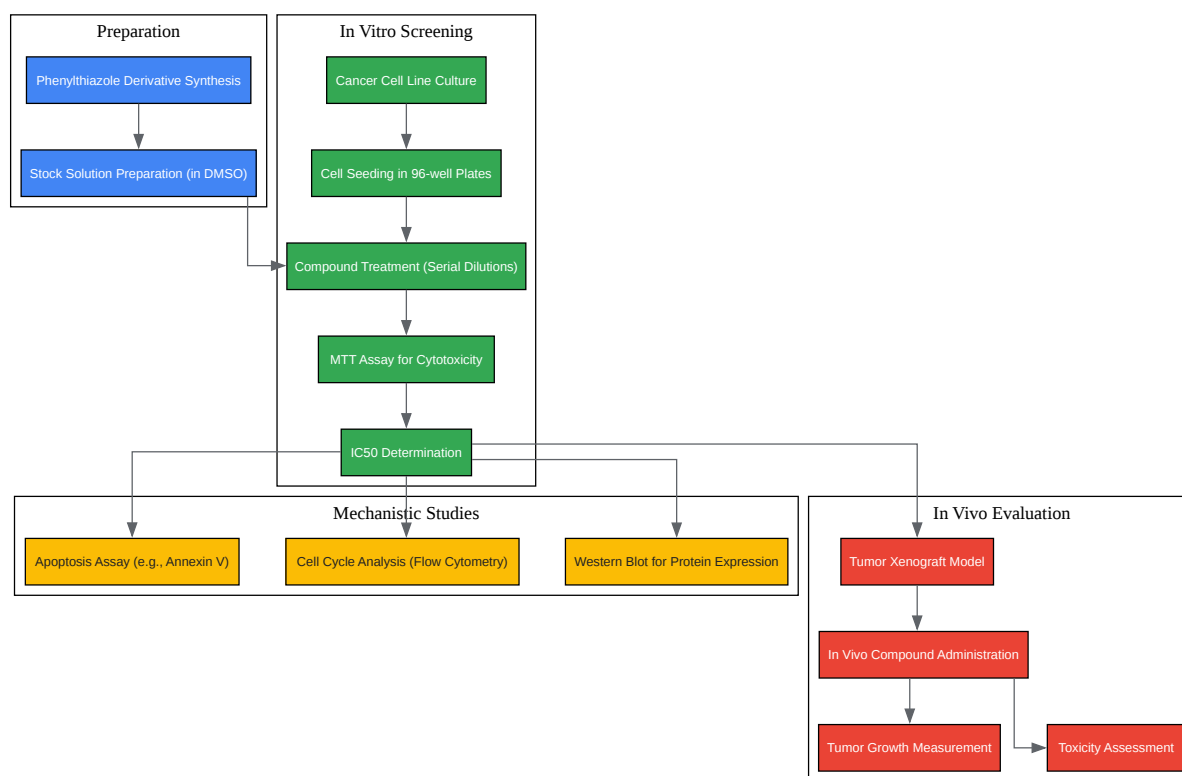 Preparation
Phenylthiazole Derivative Synthesis
Stock Solution Preparation (in DMSO)
In Vitro Screening
Cancer Cell Line Culture
Cell Seeding in 96-well Plates
Compound Treatment (Serial Dilutions)
MTT Assay for Cytotoxicity
IC50 Determination
Mechanistic Studies
Apoptosis Assay (e.g., Annexin V)
Cell Cycle Analysis (Flow Cytometry)
Western Blot for Protein Expression
In Vivo Evaluation
Tumor Xenograft Model
In Vivo Compound Administration
Tumor Growth Measurement
Toxicity Assessment